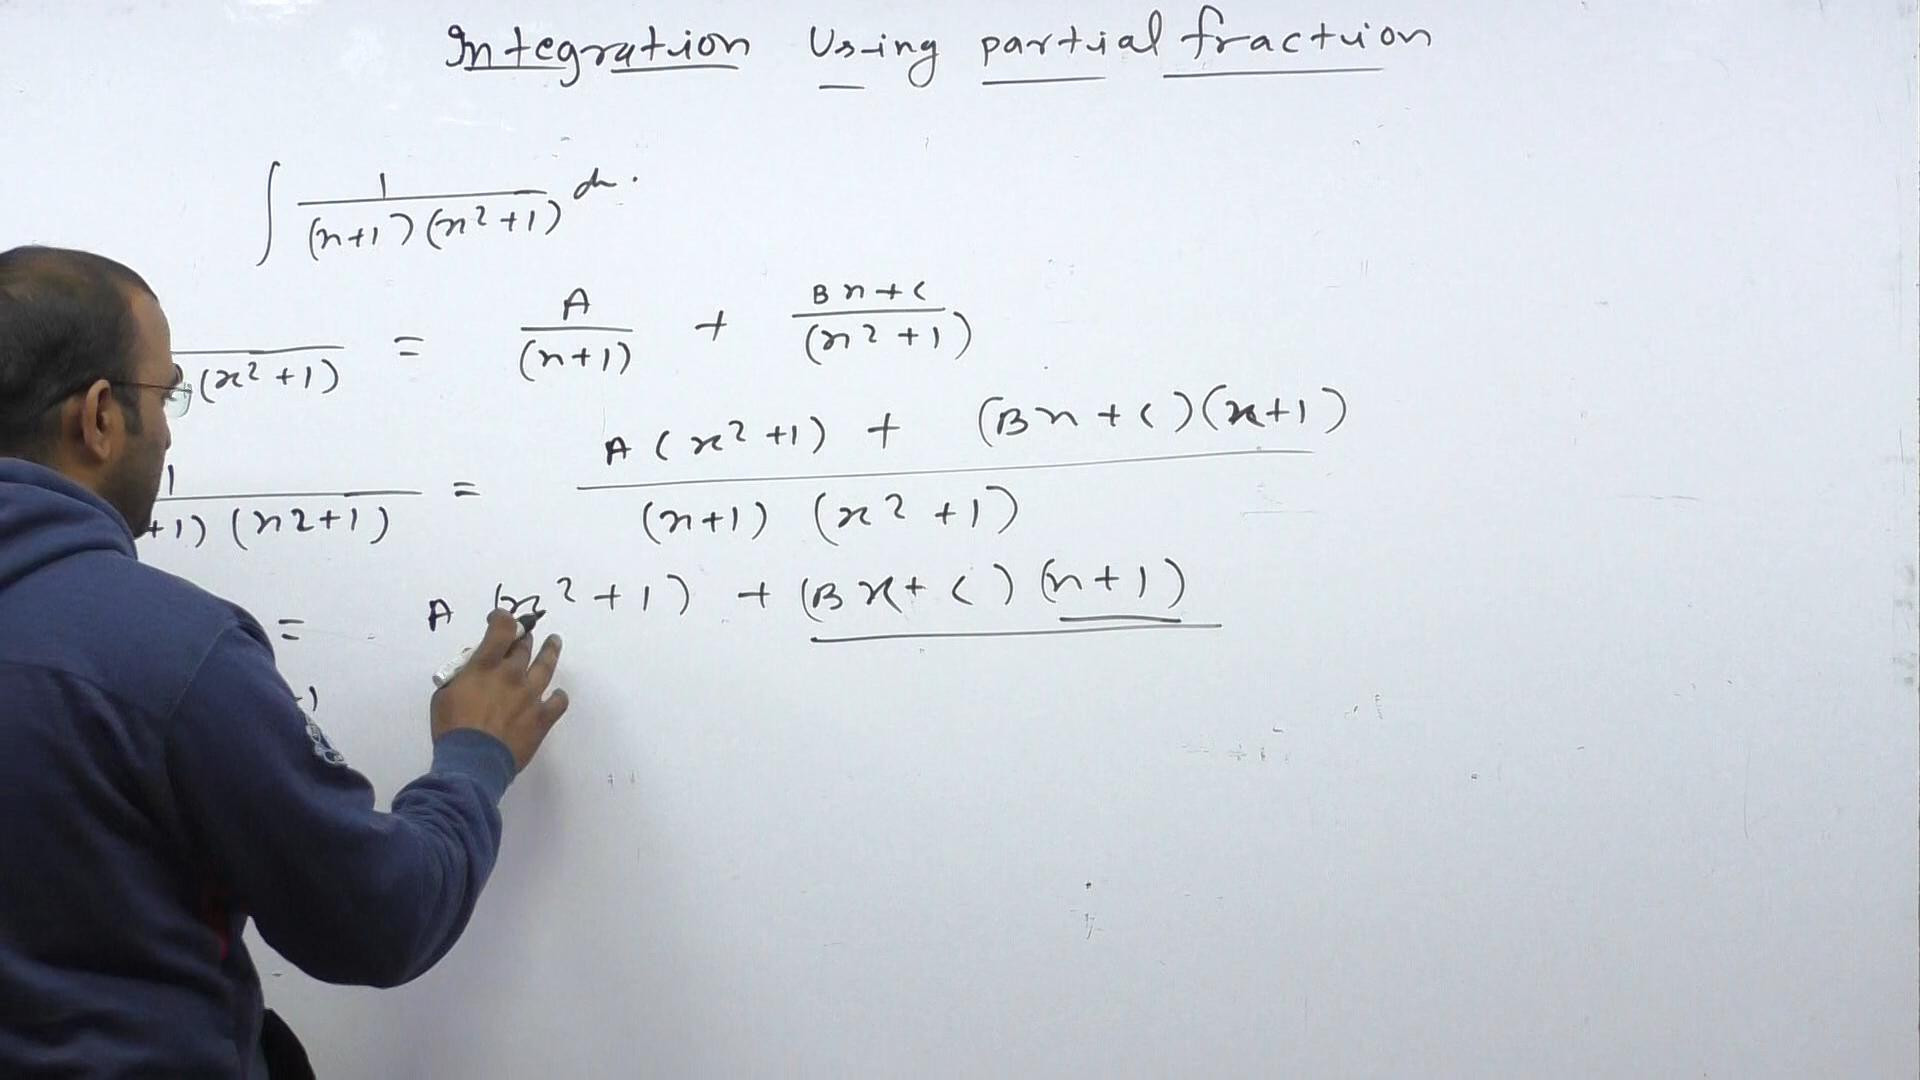 Integration Using partial fractuion
∫ 1/(x+1)(x²+1) dx.
(x²+1) = A/(x+1) + Bx+C/(x²+1)
1/+1)(x2+1) = A(x²+1) + (Bx+C)(x+1)/(x+1)(x²+1)
= A(x²+1) + (Bx+C)(x+1)